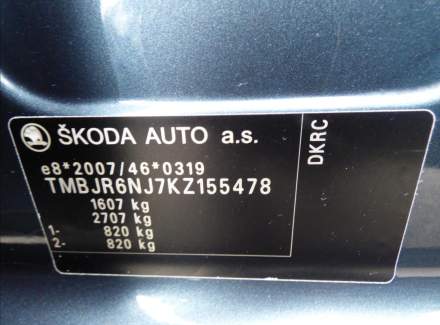 ŠKODA AUTO a.s.
e8*2007/46*0319
TMBJR6NJ7KZ155478
1607 kg
2707 kg
1- 820 kg
2- 820 kg
DKRC